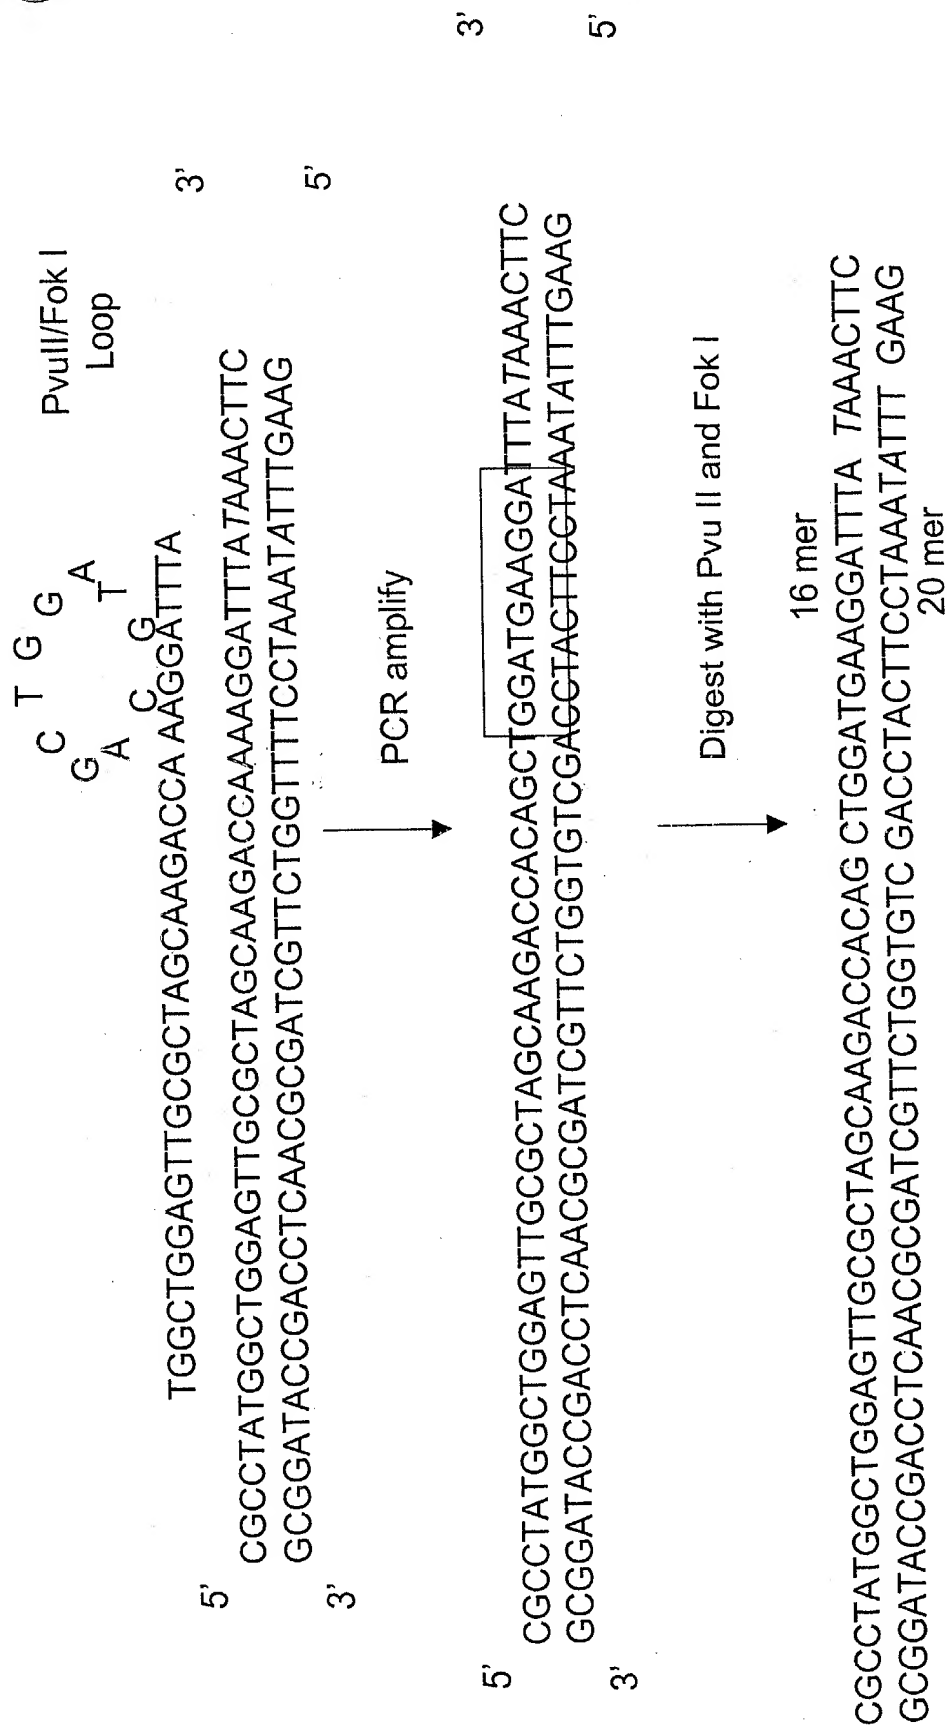 PvuII/Fok I
Loop
C T G G A T G
G A C
TGGCTGGAGTTGCGCTAGCAAGACCA AAGGATTTA
5' 3'
CGCCTATGGCTGGAGTTGCGCTAGCAAGACCAAAAGGATTTATAAACTTC
GCGGATACCGACCTCAACGCGATCGTTCTGGTTTTCCTAAATATTTGAAG
3' 5'
PCR amplify
5' 3'
CGCCTATGGCTGGAGTTGCGCTAGCAAGACCACAGCTGGATGAAGGATTTATAAACTTC
GCGGATACCGACCTCAACGCGATCGTTCTGGTGTCGACCTACTTCCTAAATATTTGAAG
3' 5'
Digest with Pvu II and Fok I
16 mer
CGCCTATGGCTGGAGTTGCGCTAGCAAGACCACAG CTGGATGAAGGATTTA TAAACTTC
GCGGATACCGACCTCAACGCGATCGTTCTGGTGTC GACCTACTTCCTAAATATTT GAAG
20 mer